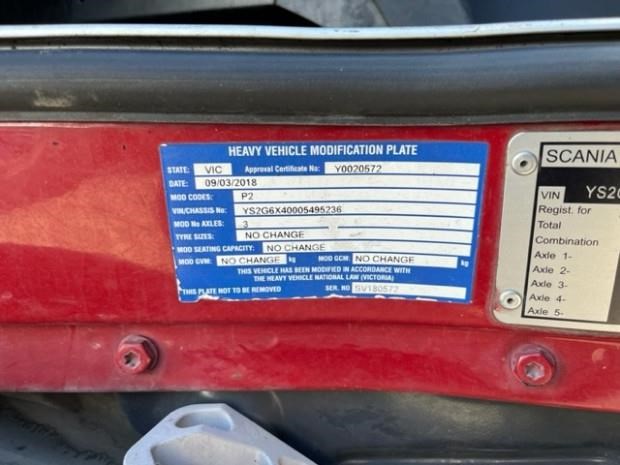 HEAVY VEHICLE MODIFICATION PLATE
STATE: VIC Approval Certificate No: Y0020572
DATE: 09/03/2018
MOD CODES: P2
VIN/CHASSIS No: YS2G6X40005495236
MOD No AXLES: 3
TYRE SIZES: NO CHANGE
MOD SEATING CAPACITY: NO CHANGE
MOD GVM: NO CHANGE kg MOD GCM: NO CHANGE kg
THIS VEHICLE HAS BEEN MODIFIED IN ACCORDANCE WITH
THE HEAVY VEHICLE NATIONAL LAW (VICTORIA)
THIS PLATE NOT TO BE REMOVED SER. NO SV180572
SCANIA
VIN YS2G
Regist. for
Total
Combination
Axle 1-
Axle 2-
Axle 3-
Axle 4-
Axle 5-